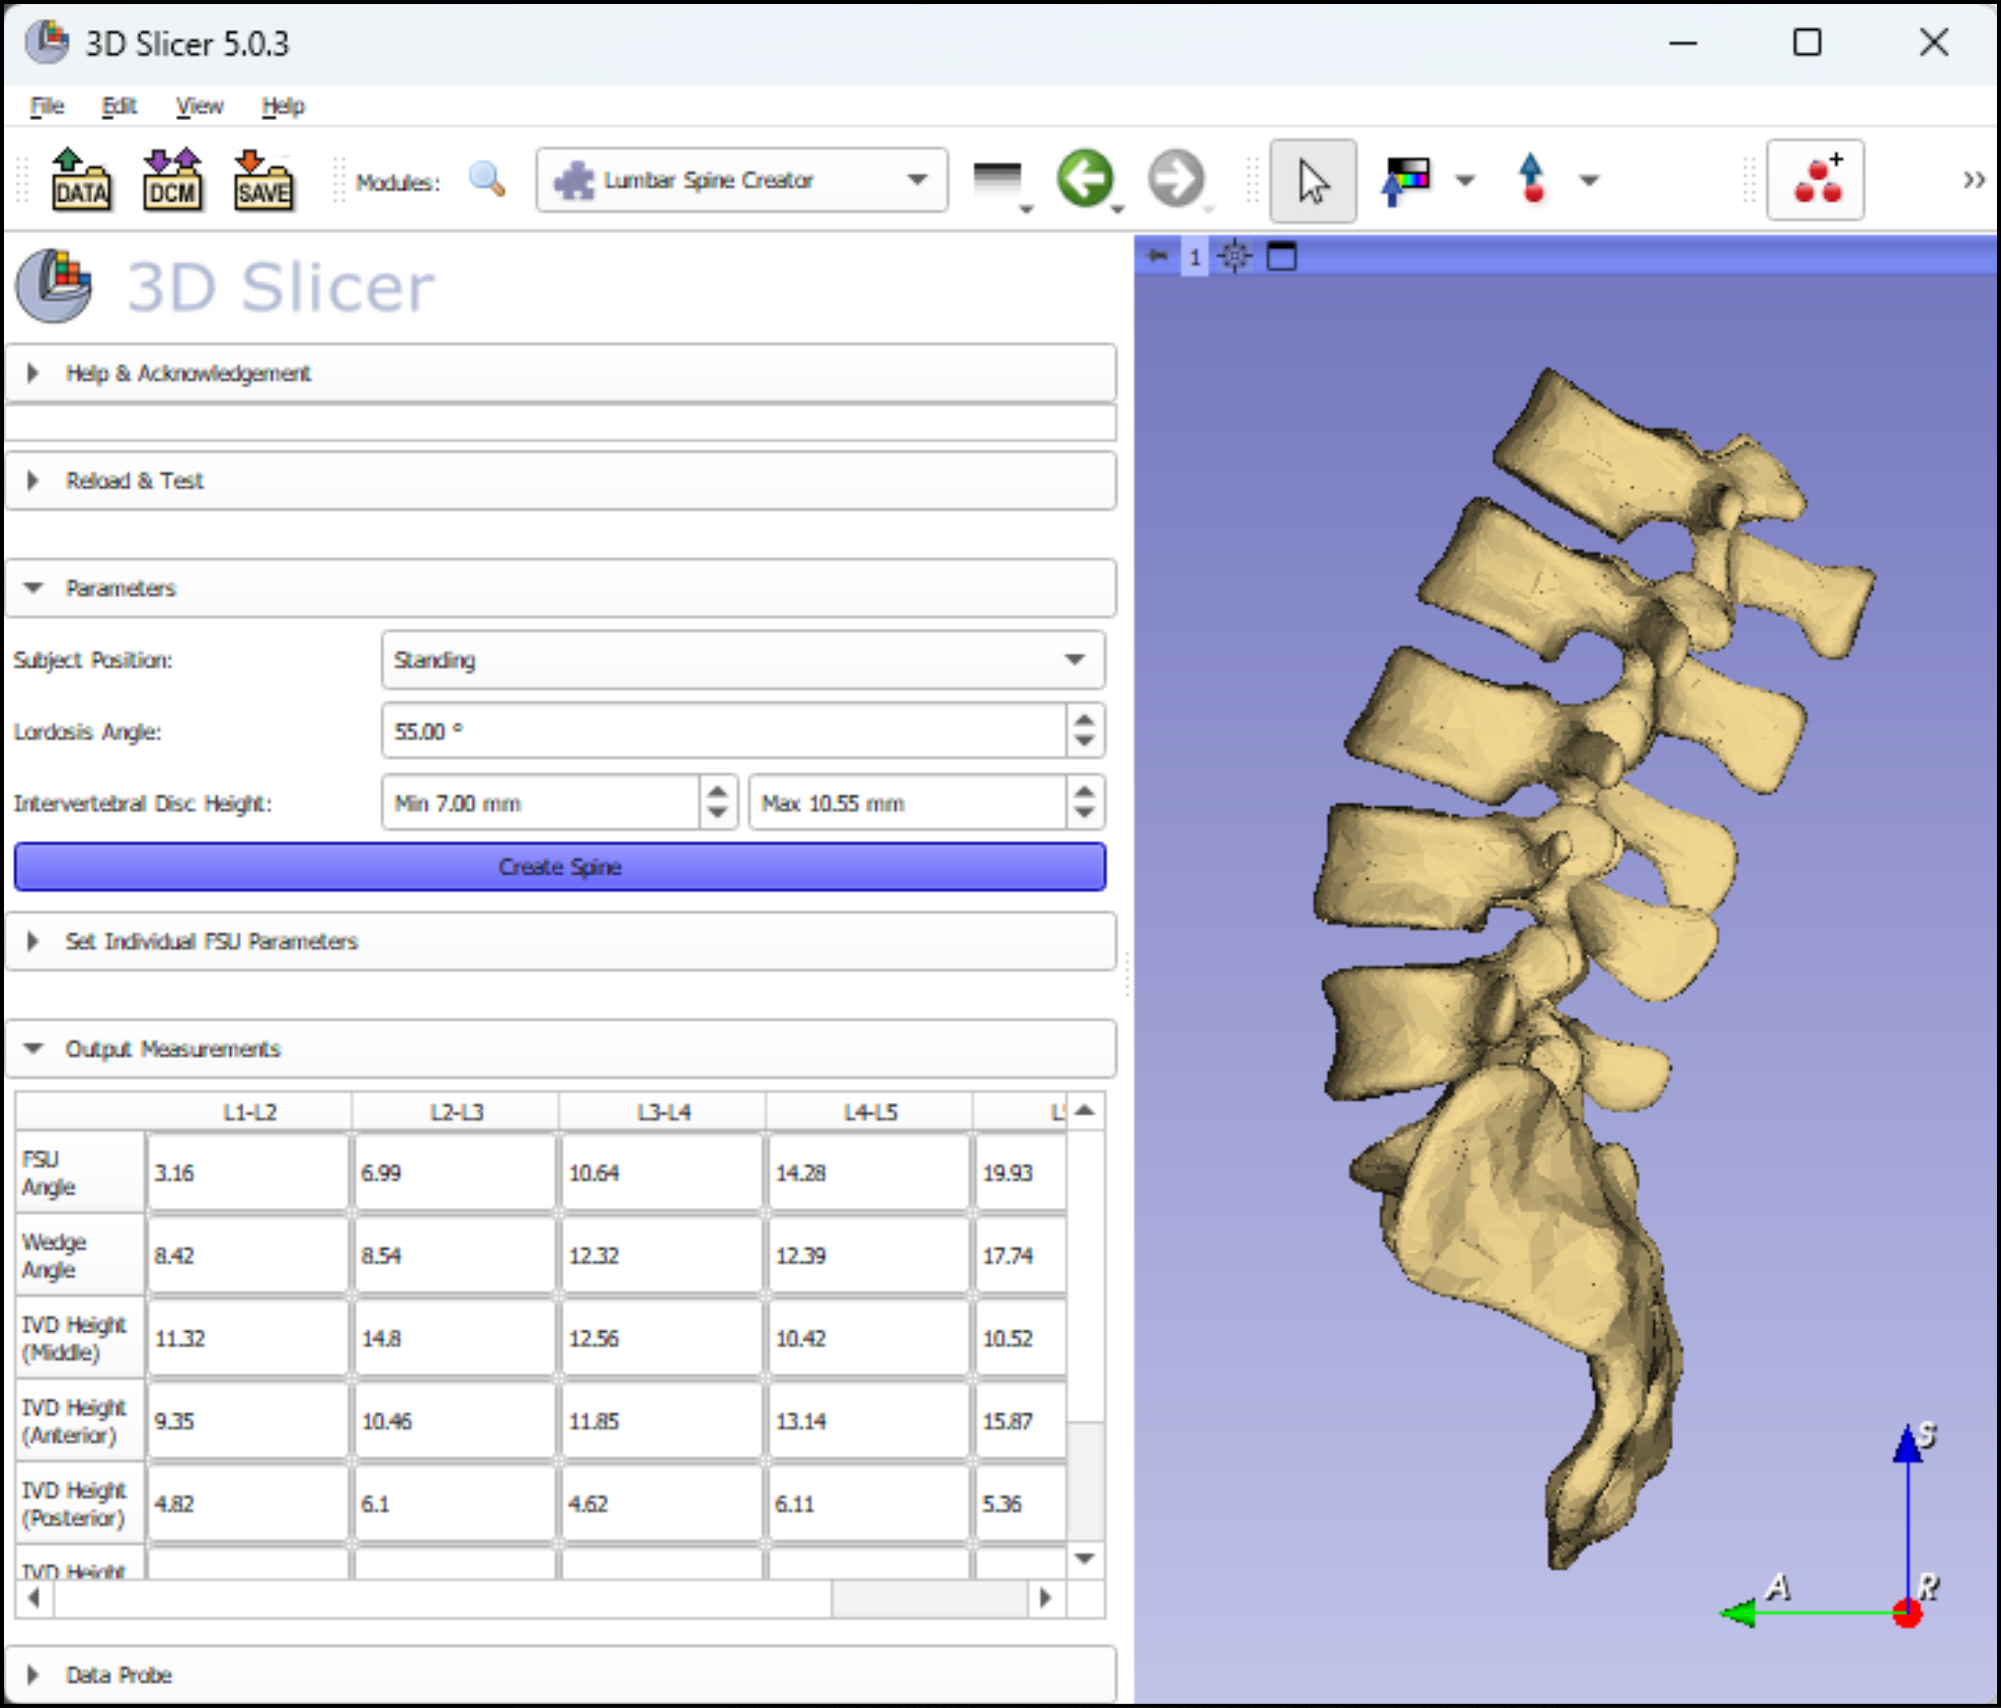 3D Slicer 5.0.3
File Edit View Help
DATA DCM SAVE Modules: Lumbar Spine Creator »
3D Slicer
1
Help & Acknowledgement
Reload & Test
Parameters
Subject Position: Standing
Lordosis Angle: 55.00 °
Intervertebral Disc Height: Min 7.00 mm Max 10.55 mm
Create Spine
Set Individual FSU Parameters
Output Measurements
L1-L2 L2-L3 L3-L4 L4-L5
FSU
Angle
3.16 6.99 10.64 14.28 19.93
Wedge
Angle
8.42 8.54 12.32 12.39 17.74
IVD Height
(Middle)
11.32 14.8 12.56 10.42 10.52
IVD Height
(Anterior)
9.35 10.46 11.85 13.14 15.87
IVD Height
(Posterior)
4.82 6.1 4.62 6.11 5.36
IVD Height
Data Probe
S
A
R